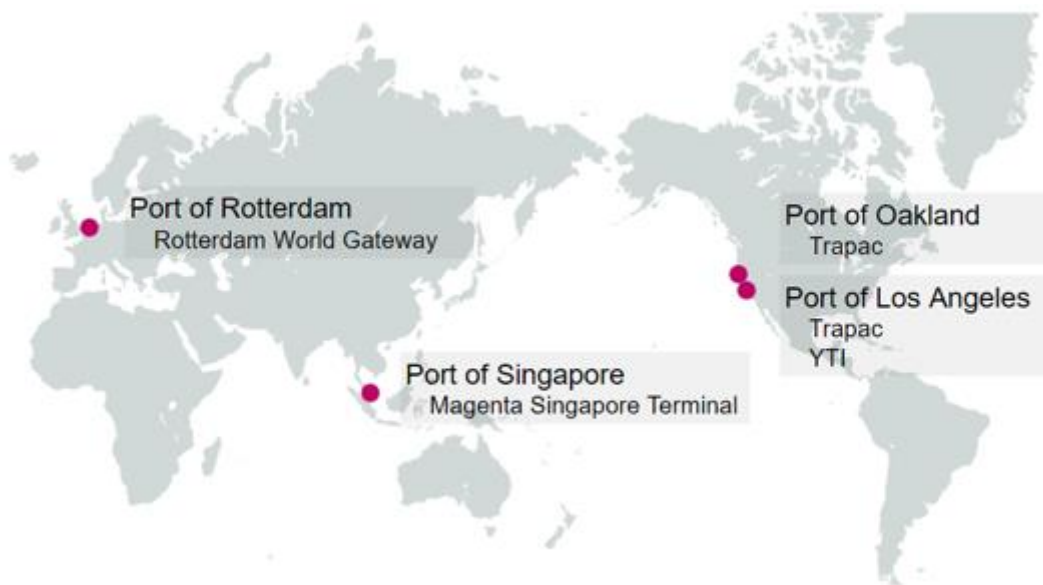 Port of Rotterdam
Rotterdam World Gateway
Port of Singapore
Magenta Singapore Terminal
Port of Oakland
Trapac
Port of Los Angeles
Trapac
YTI